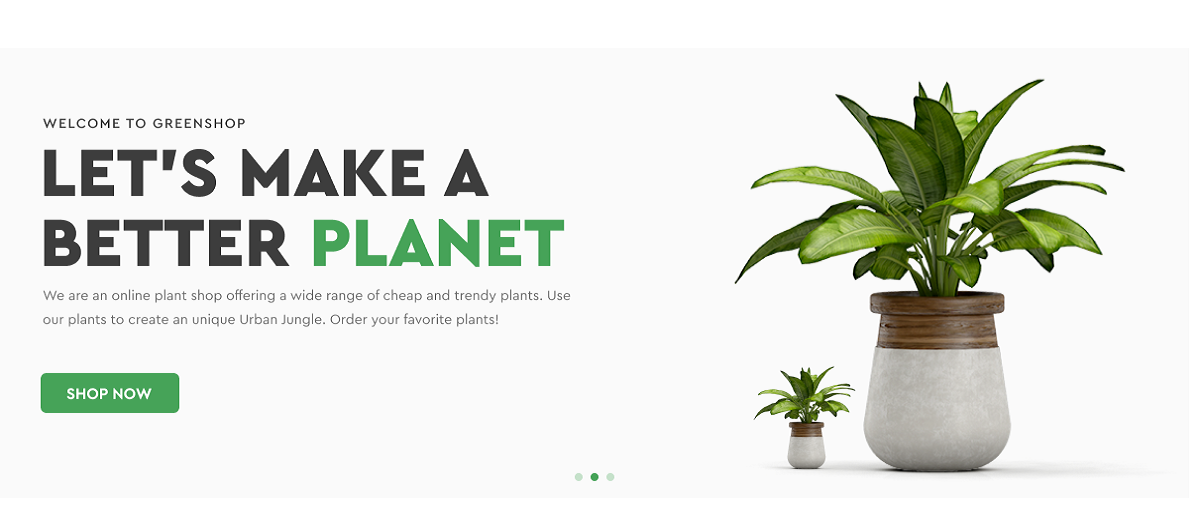 WELCOME TO GREENSHOP
LET'S MAKE A
BETTER PLANET
We are an online plant shop offering a wide range of cheap and trendy plants. Use
our plants to create an unique Urban Jungle. Order your favorite plants!
SHOP NOW